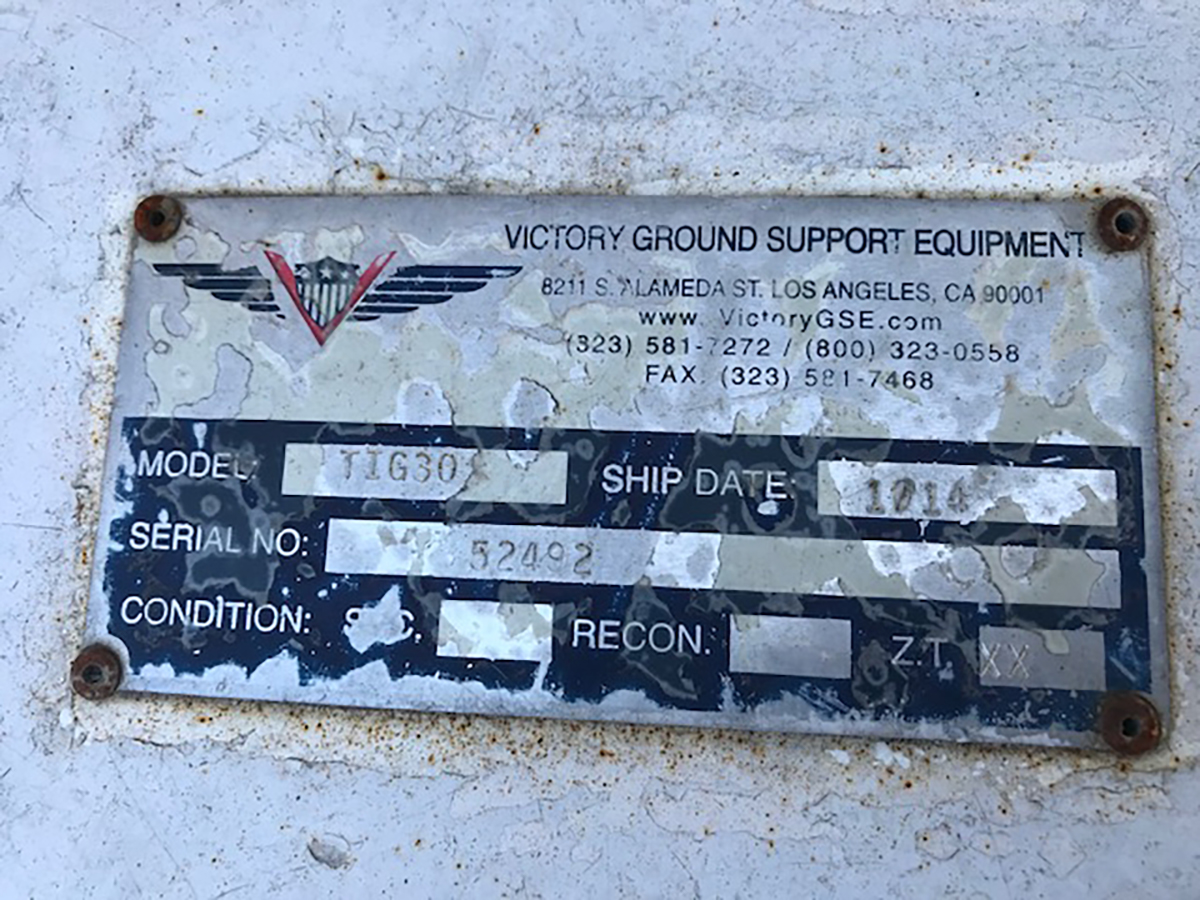 VICTORY GROUND SUPPORT EQUIPMENT
8211 S. ALAMEDA ST. LOS ANGELES, CA 90001
www. VictoryGSE.com
(323) 581-7272 / (800) 323-0558
FAX. (323) 581-7468
MODEL: TIG30 SHIP DATE: 1014
SERIAL NO: 52492
CONDITION: RECON. Z.T. XX